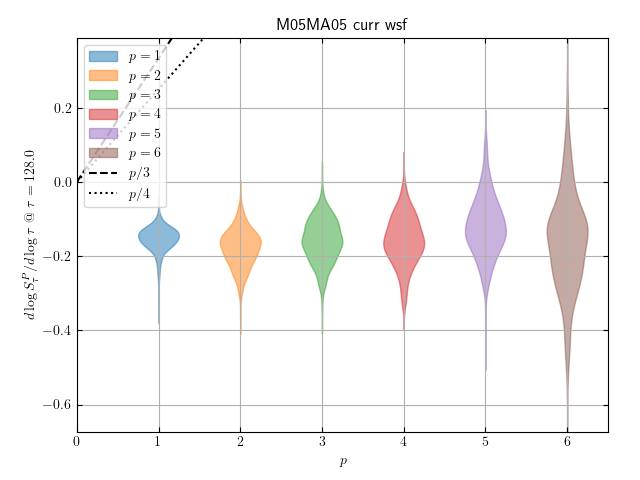 M05MA05 curr wsf
d log S_τ^P / d log τ @ τ = 128.0
0.2
0.0
−0.2
−0.4
−0.6
p = 1
p = 2
p = 3
p = 4
p = 5
p = 6
p/3
p/4
0 1 2 3 4 5 6
p